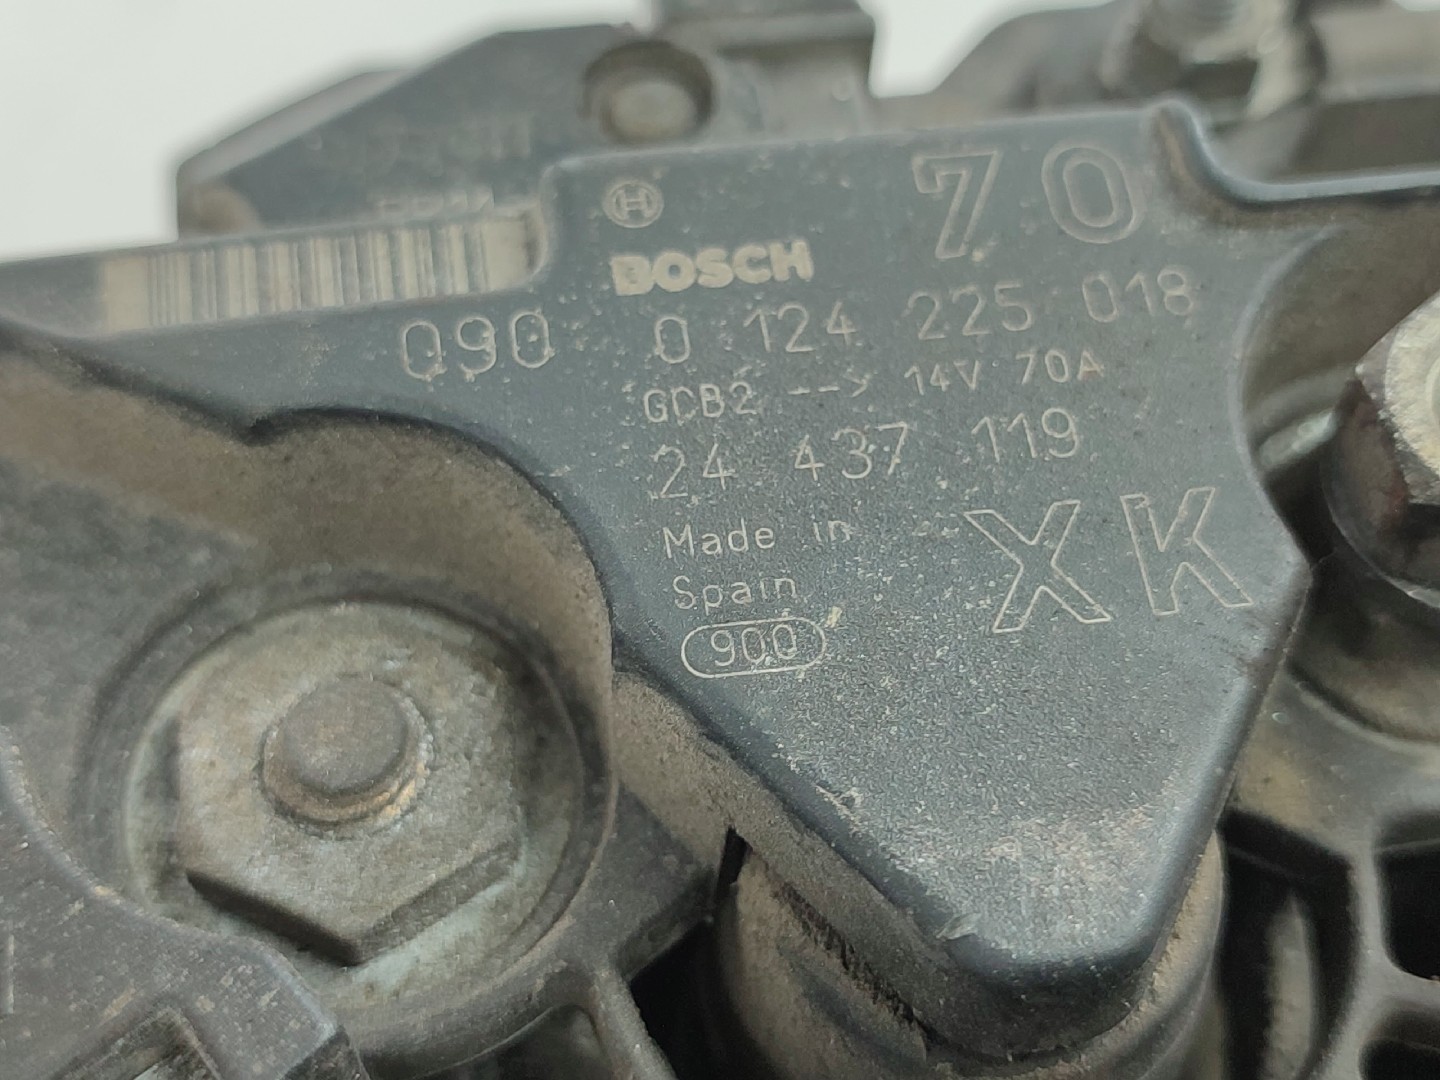 70
H
BOSCH
090 0 124 225 018
GCB2 --> 14V 70A
24 437 119
XK
Made in
Spain
900